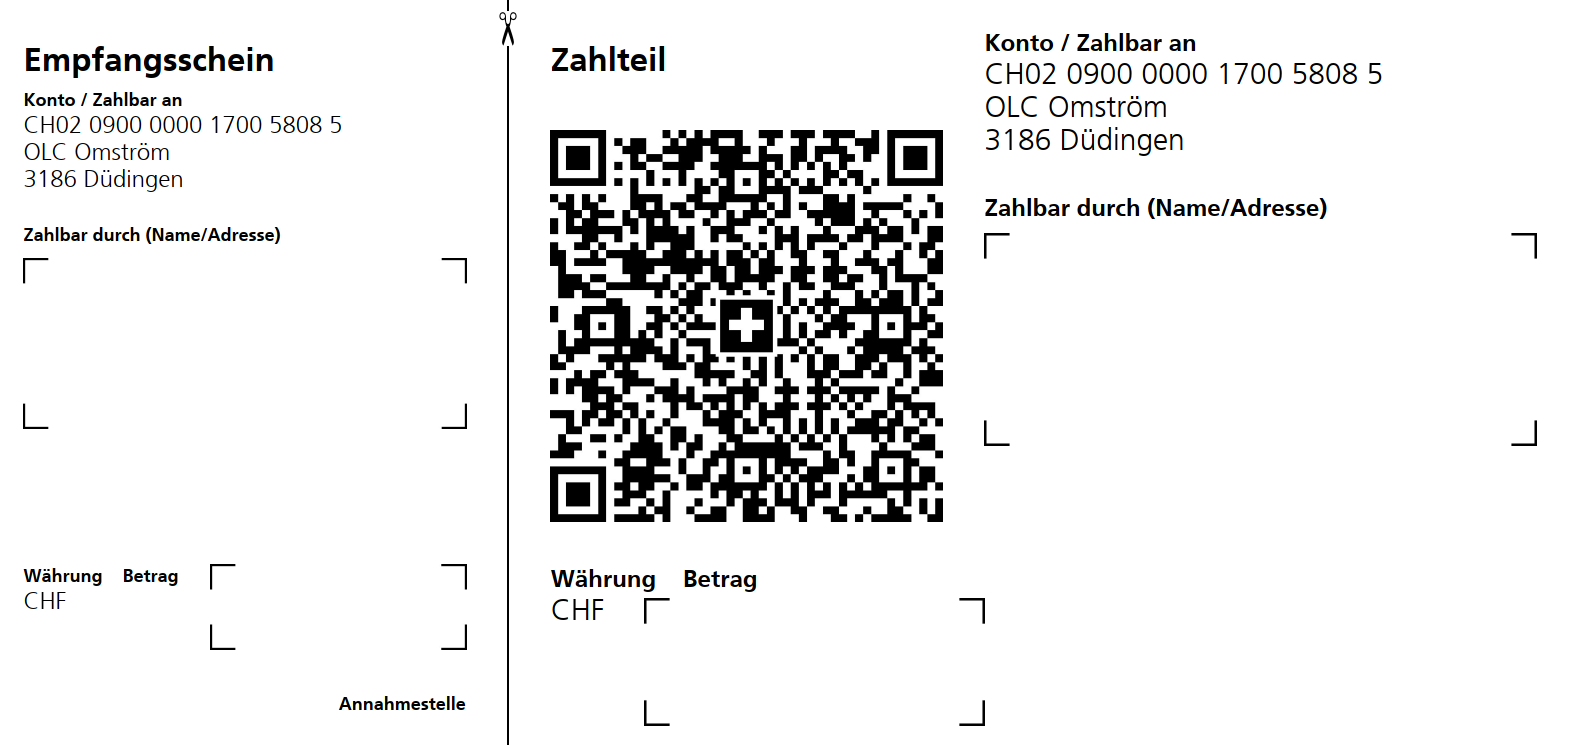 Empfangsschein
Konto / Zahlbar an
CH02 0900 0000 1700 5808 5
OLC Omström
3186 Düdingen
Zahlbar durch (Name/Adresse)
Währung Betrag
CHF
Annahmestelle
Zahlteil
Währung Betrag
CHF
Konto / Zahlbar an
CH02 0900 0000 1700 5808 5
OLC Omström
3186 Düdingen
Zahlbar durch (Name/Adresse)